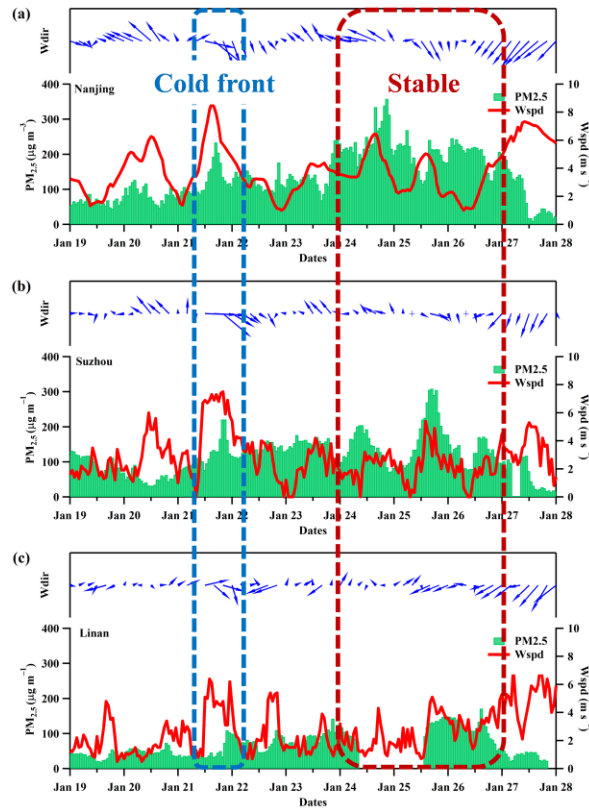 (a)
Wdir
Cold front
Stable
Nanjing
PM2.5
Wspd
400
300
200
100
0
PM2.5 (μg m−3)
10
8
6
4
2
0
Wspd (m s−1)
Jan 19 Jan 20 Jan 21 Jan 22 Jan 23 Jan 24 Jan 25 Jan 26 Jan 27 Jan 28
Dates
(b)
Wdir
Suzhou
PM2.5
Wspd
400
300
200
100
0
PM2.5 (μg m−3)
10
8
6
4
2
0
Wspd (m s−1)
Jan 19 Jan 20 Jan 21 Jan 22 Jan 23 Jan 24 Jan 25 Jan 26 Jan 27 Jan 28
Dates
(c)
Wdir
Linan
PM2.5
Wspd
400
300
200
100
0
PM2.5 (μg m−3)
10
8
6
4
2
0
Wspd (m s−1)
Jan 19 Jan 20 Jan 21 Jan 22 Jan 23 Jan 24 Jan 25 Jan 26 Jan 27 Jan 28
Dates